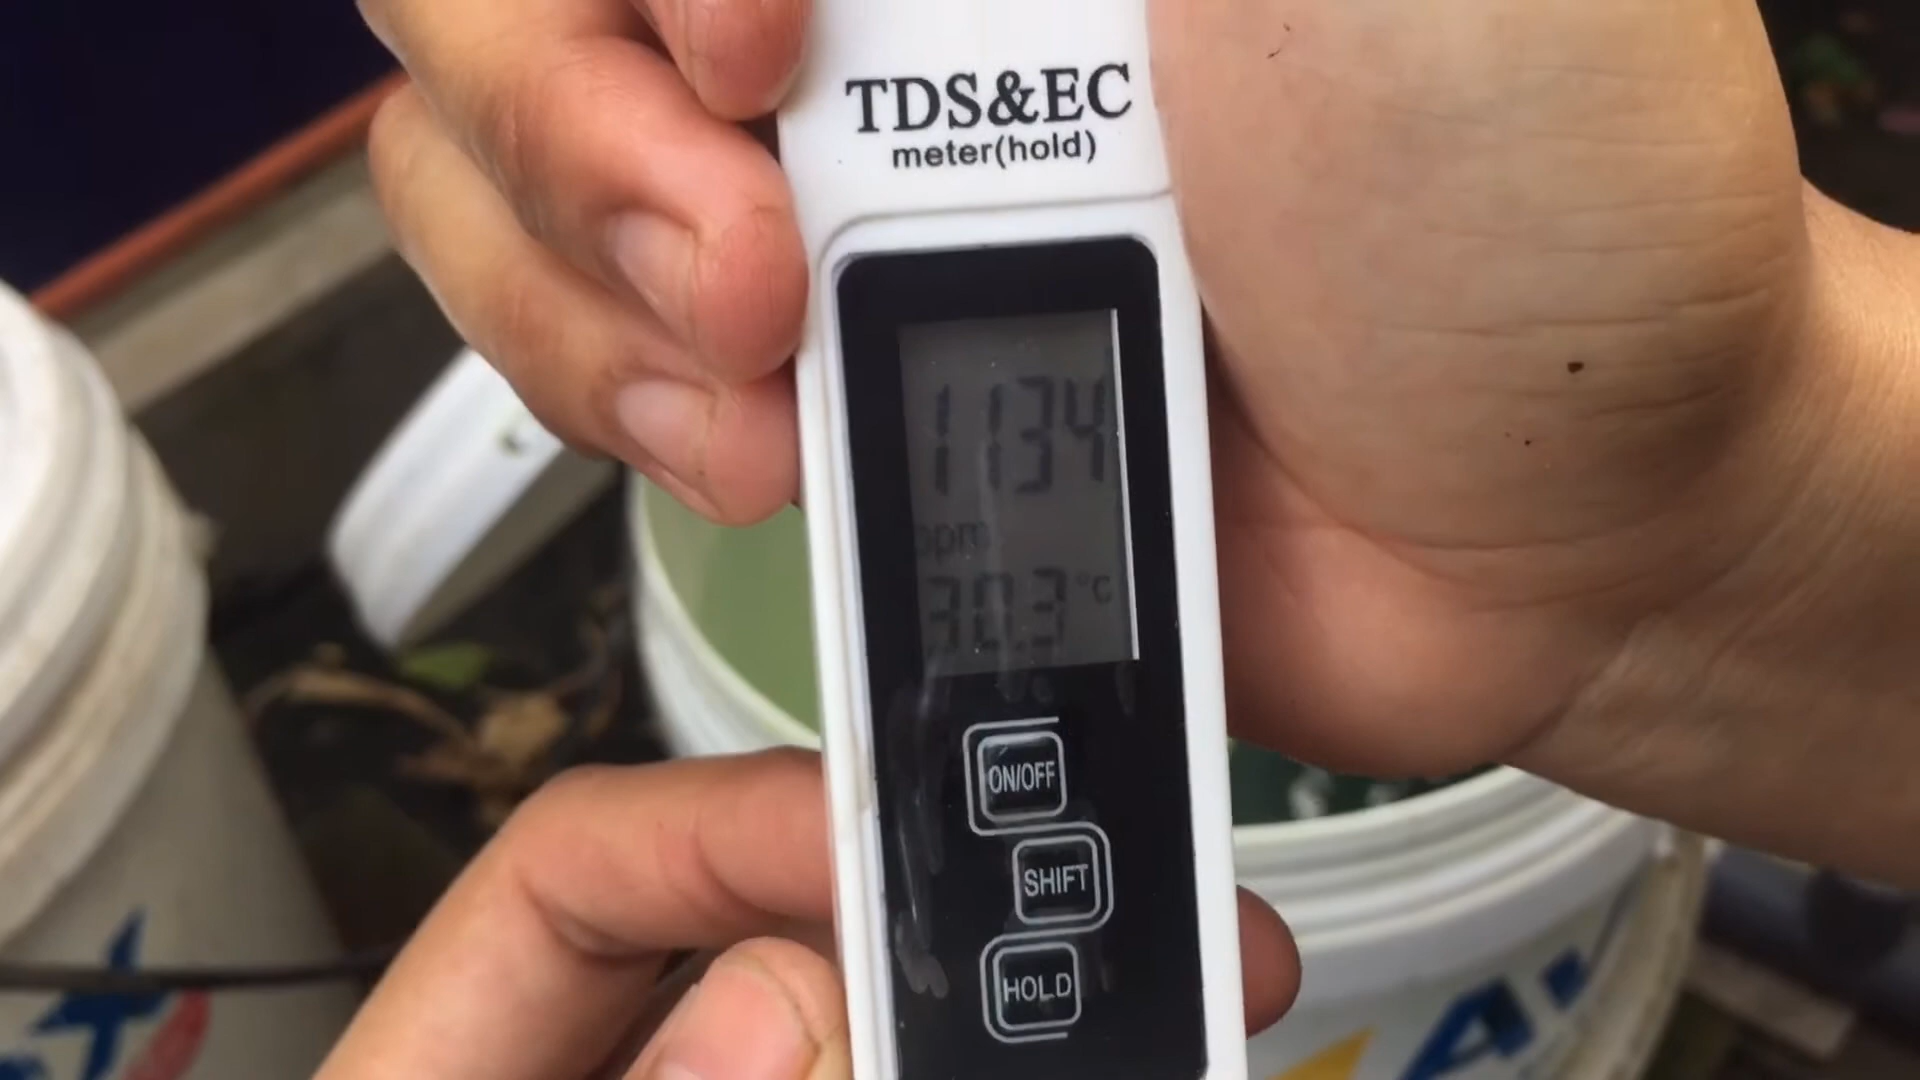 TDS&EC
meter(hold)
1134
ppm
30.3 °C
ON/OFF
SHIFT
HOLD